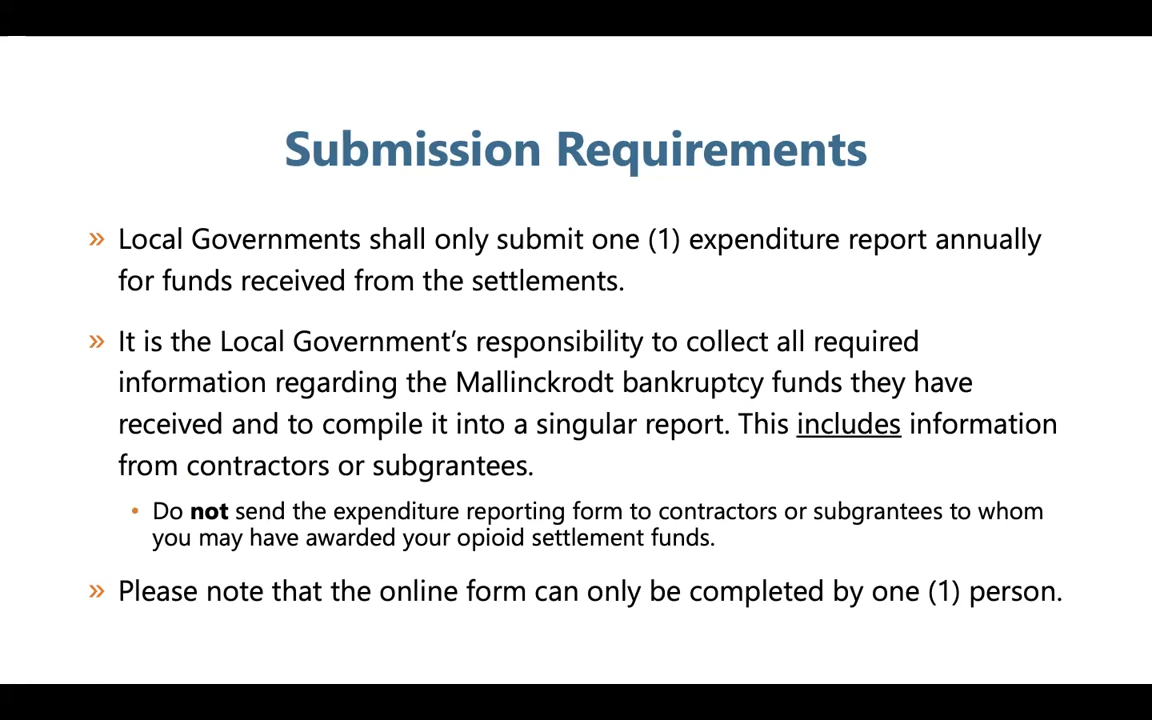 Submission Requirements
» Local Governments shall only submit one (1) expenditure report annually
for funds received from the settlements.
» It is the Local Government’s responsibility to collect all required
information regarding the Mallinckrodt bankruptcy funds they have
received and to compile it into a singular report. This includes information
from contractors or subgrantees.
• Do not send the expenditure reporting form to contractors or subgrantees to whom
you may have awarded your opioid settlement funds.
» Please note that the online form can only be completed by one (1) person.